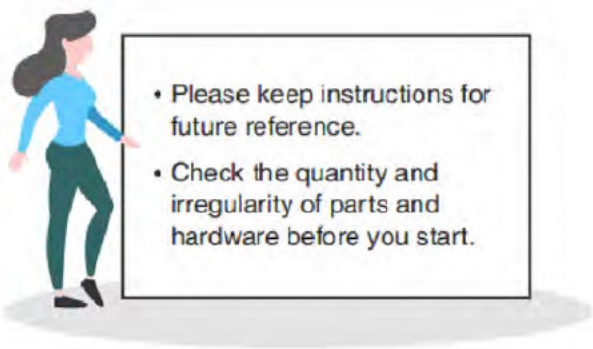 • Please keep instructions for
future reference.
• Check the quantity and
irregularity of parts and
hardware before you start.